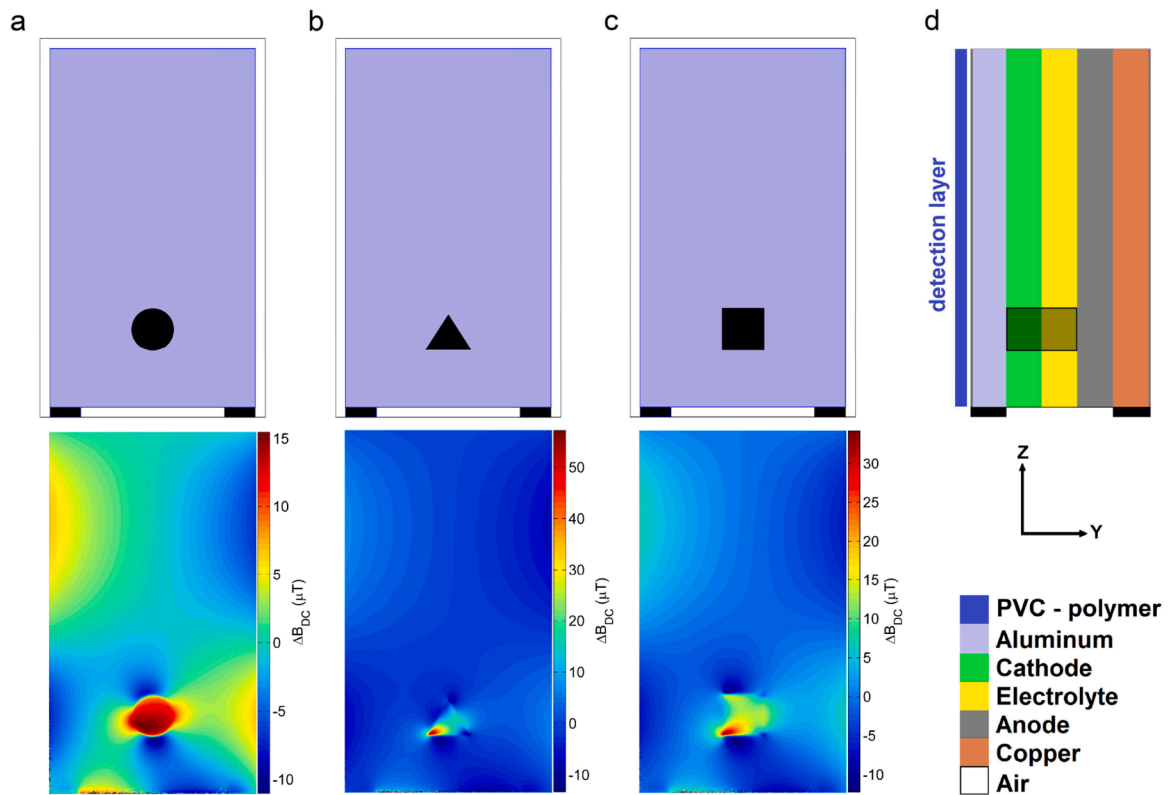 a
b
c
d
detection layer
15
10
5
0
-5
-10
ΔB_DC (µT)
50
40
30
20
10
0
-10
ΔB_DC (µT)
30
25
20
15
10
5
0
-5
-10
ΔB_DC (µT)
Z
Y
PVC - polymer
Aluminum
Cathode
Electrolyte
Anode
Copper
Air